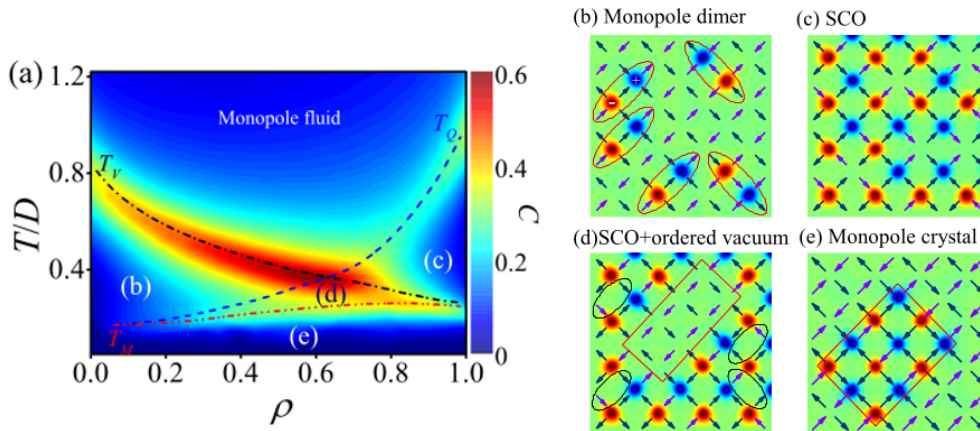 (a)
1.2
0.8
0.4
T/D
0.0 0.2 0.4 0.6 0.8 1.0
ρ
Monopole fluid
T_V
T_Q
T_M
(b)
(c)
(d)
(e)
0.6
0.4
0.2
0
C
(b) Monopole dimer
+
-
(c) SCO
(d)SCO+ordered vacuum
(e) Monopole crystal